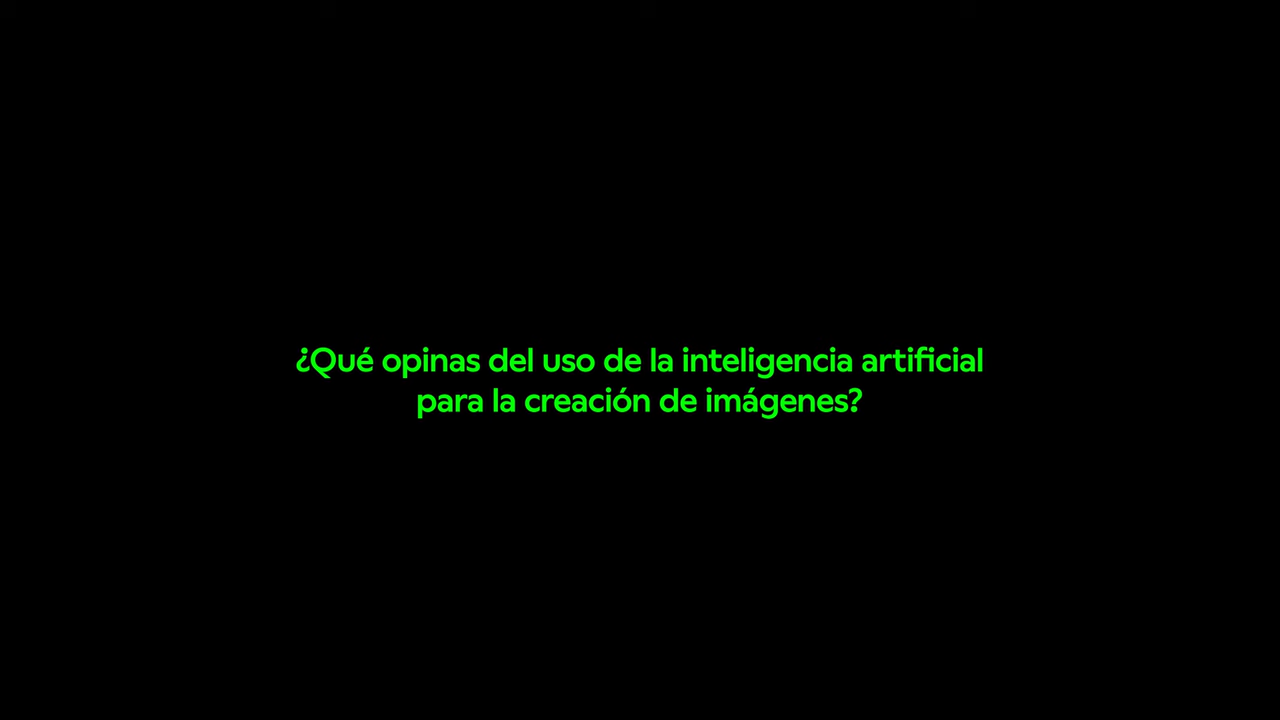 ¿Qué opinas del uso de la inteligencia artificial
para la creación de imágenes?